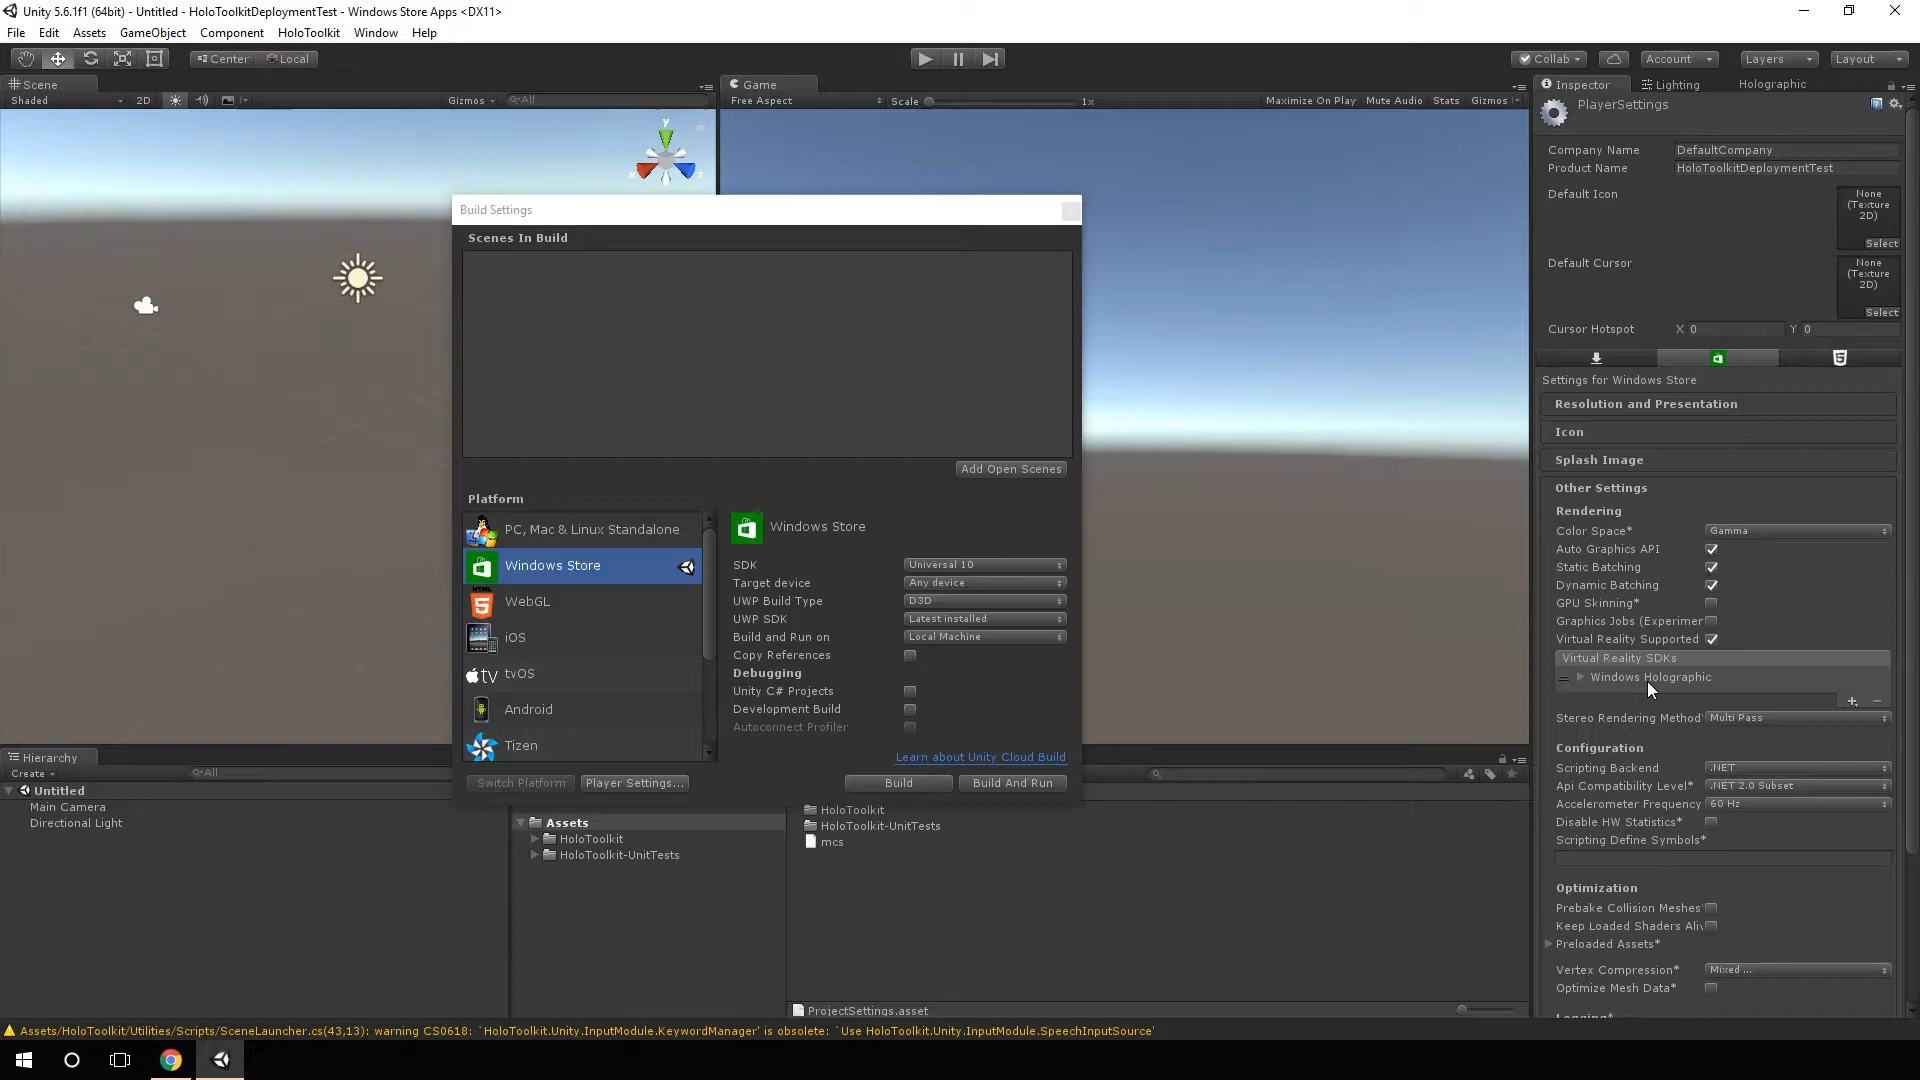 Unity 5.6.1f1 (64bit) - Untitled - HoloToolkitDeploymentTest - Windows Store Apps <DX11>
File Edit Assets GameObject Component HoloToolkit Window Help
Center Local
Collab Account Layers Layout
Scene
Shaded 2D Gizmos All
Game
Free Aspect Scale 1x Maximize On Play Mute Audio Stats Gizmos
Inspector Lighting Holographic
PlayerSettings
Company Name DefaultCompany
Product Name HoloToolkitDeploymentTest
Default Icon
None
(Texture
2D)
Select
Default Cursor
None
(Texture
2D)
Select
Cursor Hotspot X 0 Y 0
Settings for Windows Store
Resolution and Presentation
Icon
Splash Image
Other Settings
Rendering
Color Space* Gamma
Auto Graphics API
Static Batching
Dynamic Batching
GPU Skinning*
Graphics Jobs (Experimer
Virtual Reality Supported
Virtual Reality SDKs
Windows Holographic
Stereo Rendering Method* Multi Pass
Configuration
Scripting Backend .NET
Api Compatibility Level* .NET 2.0 Subset
Accelerometer Frequency 60 Hz
Disable HW Statistics*
Scripting Define Symbols*
Optimization
Prebake Collision Meshes*
Keep Loaded Shaders Aliv
Preloaded Assets*
Vertex Compression* Mixed ...
Optimize Mesh Data*
Logging*
Build Settings
Scenes In Build
Add Open Scenes
Platform
PC, Mac & Linux Standalone
Windows Store
HTML
WebGL
iOS
tv tvOS
Android
Tizen
Windows Store
SDK Universal 10
Target device Any device
UWP Build Type D3D
UWP SDK Latest installed
Build and Run on Local Machine
Copy References
Debugging
Unity C# Projects
Development Build
Autoconnect Profiler
Learn about Unity Cloud Build
Switch Platform Player Settings... Build Build And Run
Hierarchy
Create All
Untitled
Main Camera
Directional Light
Assets
HoloToolkit
HoloToolkit-UnitTests
HoloToolkit
HoloToolkit-UnitTests
mcs
ProjectSettings.asset
Assets/HoloToolkit/Utilities/Scripts/SceneLauncher.cs(43,13): warning CS0618: `HoloToolkit.Unity.InputModule.KeywordManager' is obsolete: `Use HoloToolkit.Unity.InputModule.SpeechInputSource'